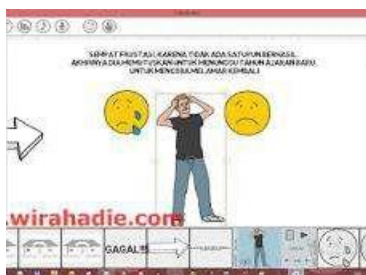 SEMPAT FRUSTASI, KARENA TIDAK ADA SATUPUN BERHASIL.
AKHIRNYA DIA MEMUTUSKAN UNTUK MENUNGGU TAHUN AJARAN BARU
UNTUK MENCOBA MELAMAR KEMBALI
.wirahadie.com
GAGAL!!!